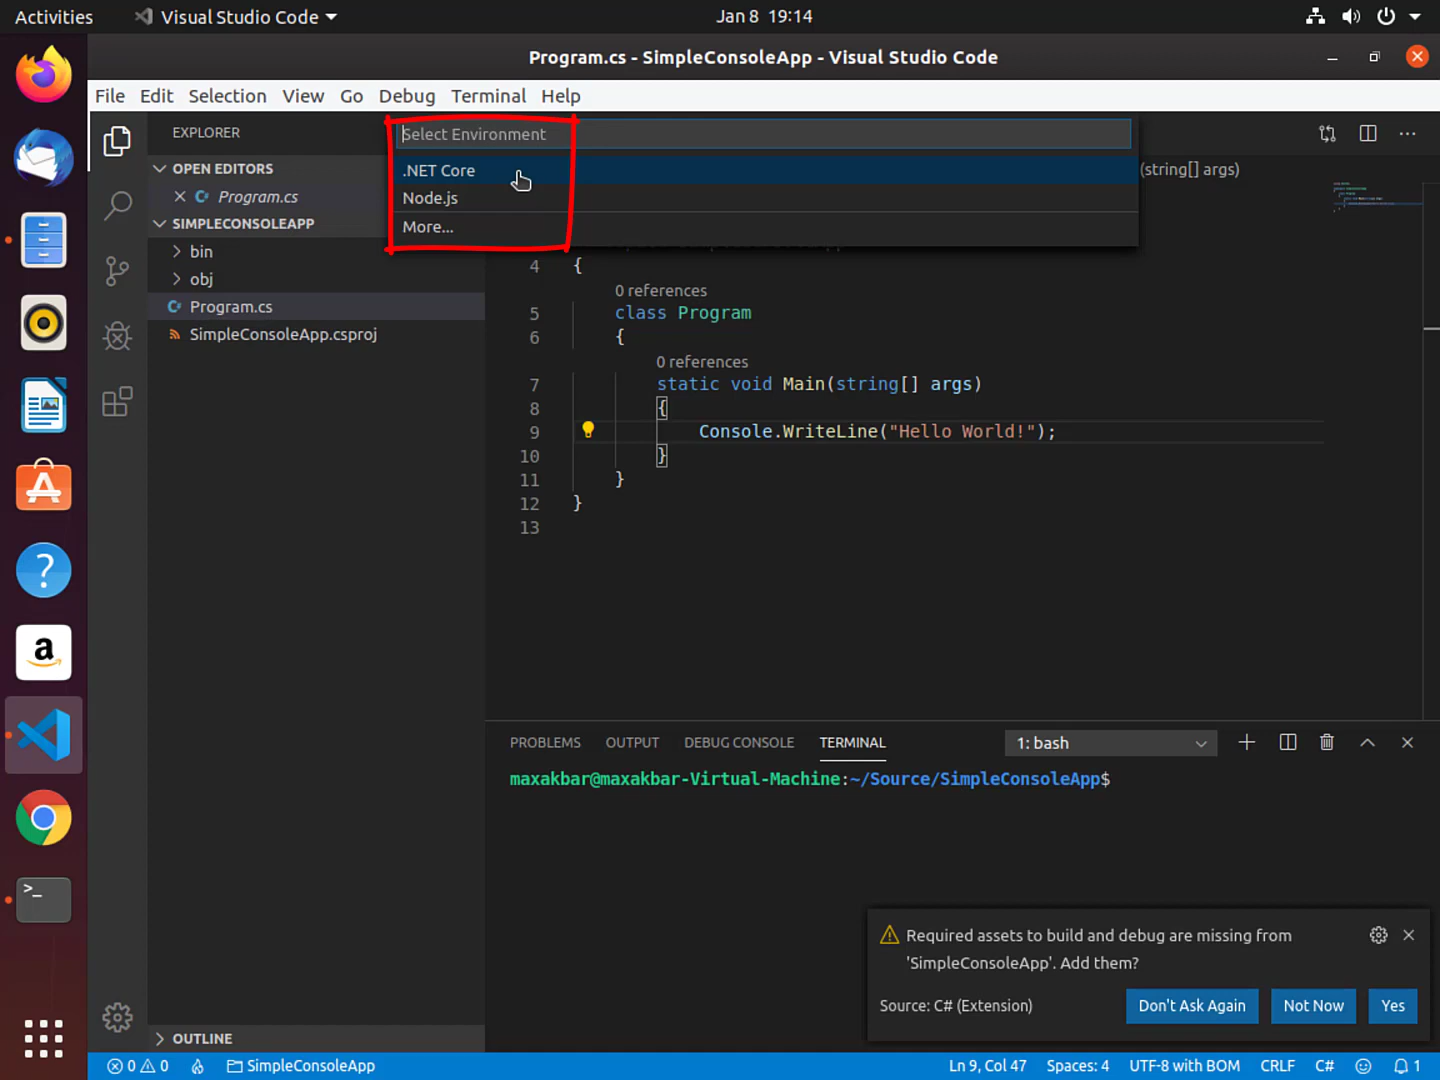 Activities
Visual Studio Code
Jan 8 19:14
Program.cs - SimpleConsoleApp - Visual Studio Code
File Edit Selection View Go Debug Terminal Help
EXPLORER
OPEN EDITORS
Program.cs
SIMPLECONSOLEAPP
bin
obj
Program.cs
SimpleConsoleApp.csproj
OUTLINE
Select Environment
.NET Core
Node.js
More...
(string[] args)
4 {
0 references
5 class Program
6 {
0 references
7 static void Main(string[] args)
8 {
9 Console.WriteLine("Hello World!");
10 }
11 }
12 }
13
PROBLEMS OUTPUT DEBUG CONSOLE TERMINAL
1: bash
maxakbar@maxakbar-Virtual-Machine:~/Source/SimpleConsoleApp$
Required assets to build and debug are missing from
'SimpleConsoleApp'. Add them?
Source: C# (Extension)
Don't Ask Again
Not Now
Yes
0 0 SimpleConsoleApp
Ln 9, Col 47 Spaces: 4 UTF-8 with BOM CRLF C# 1